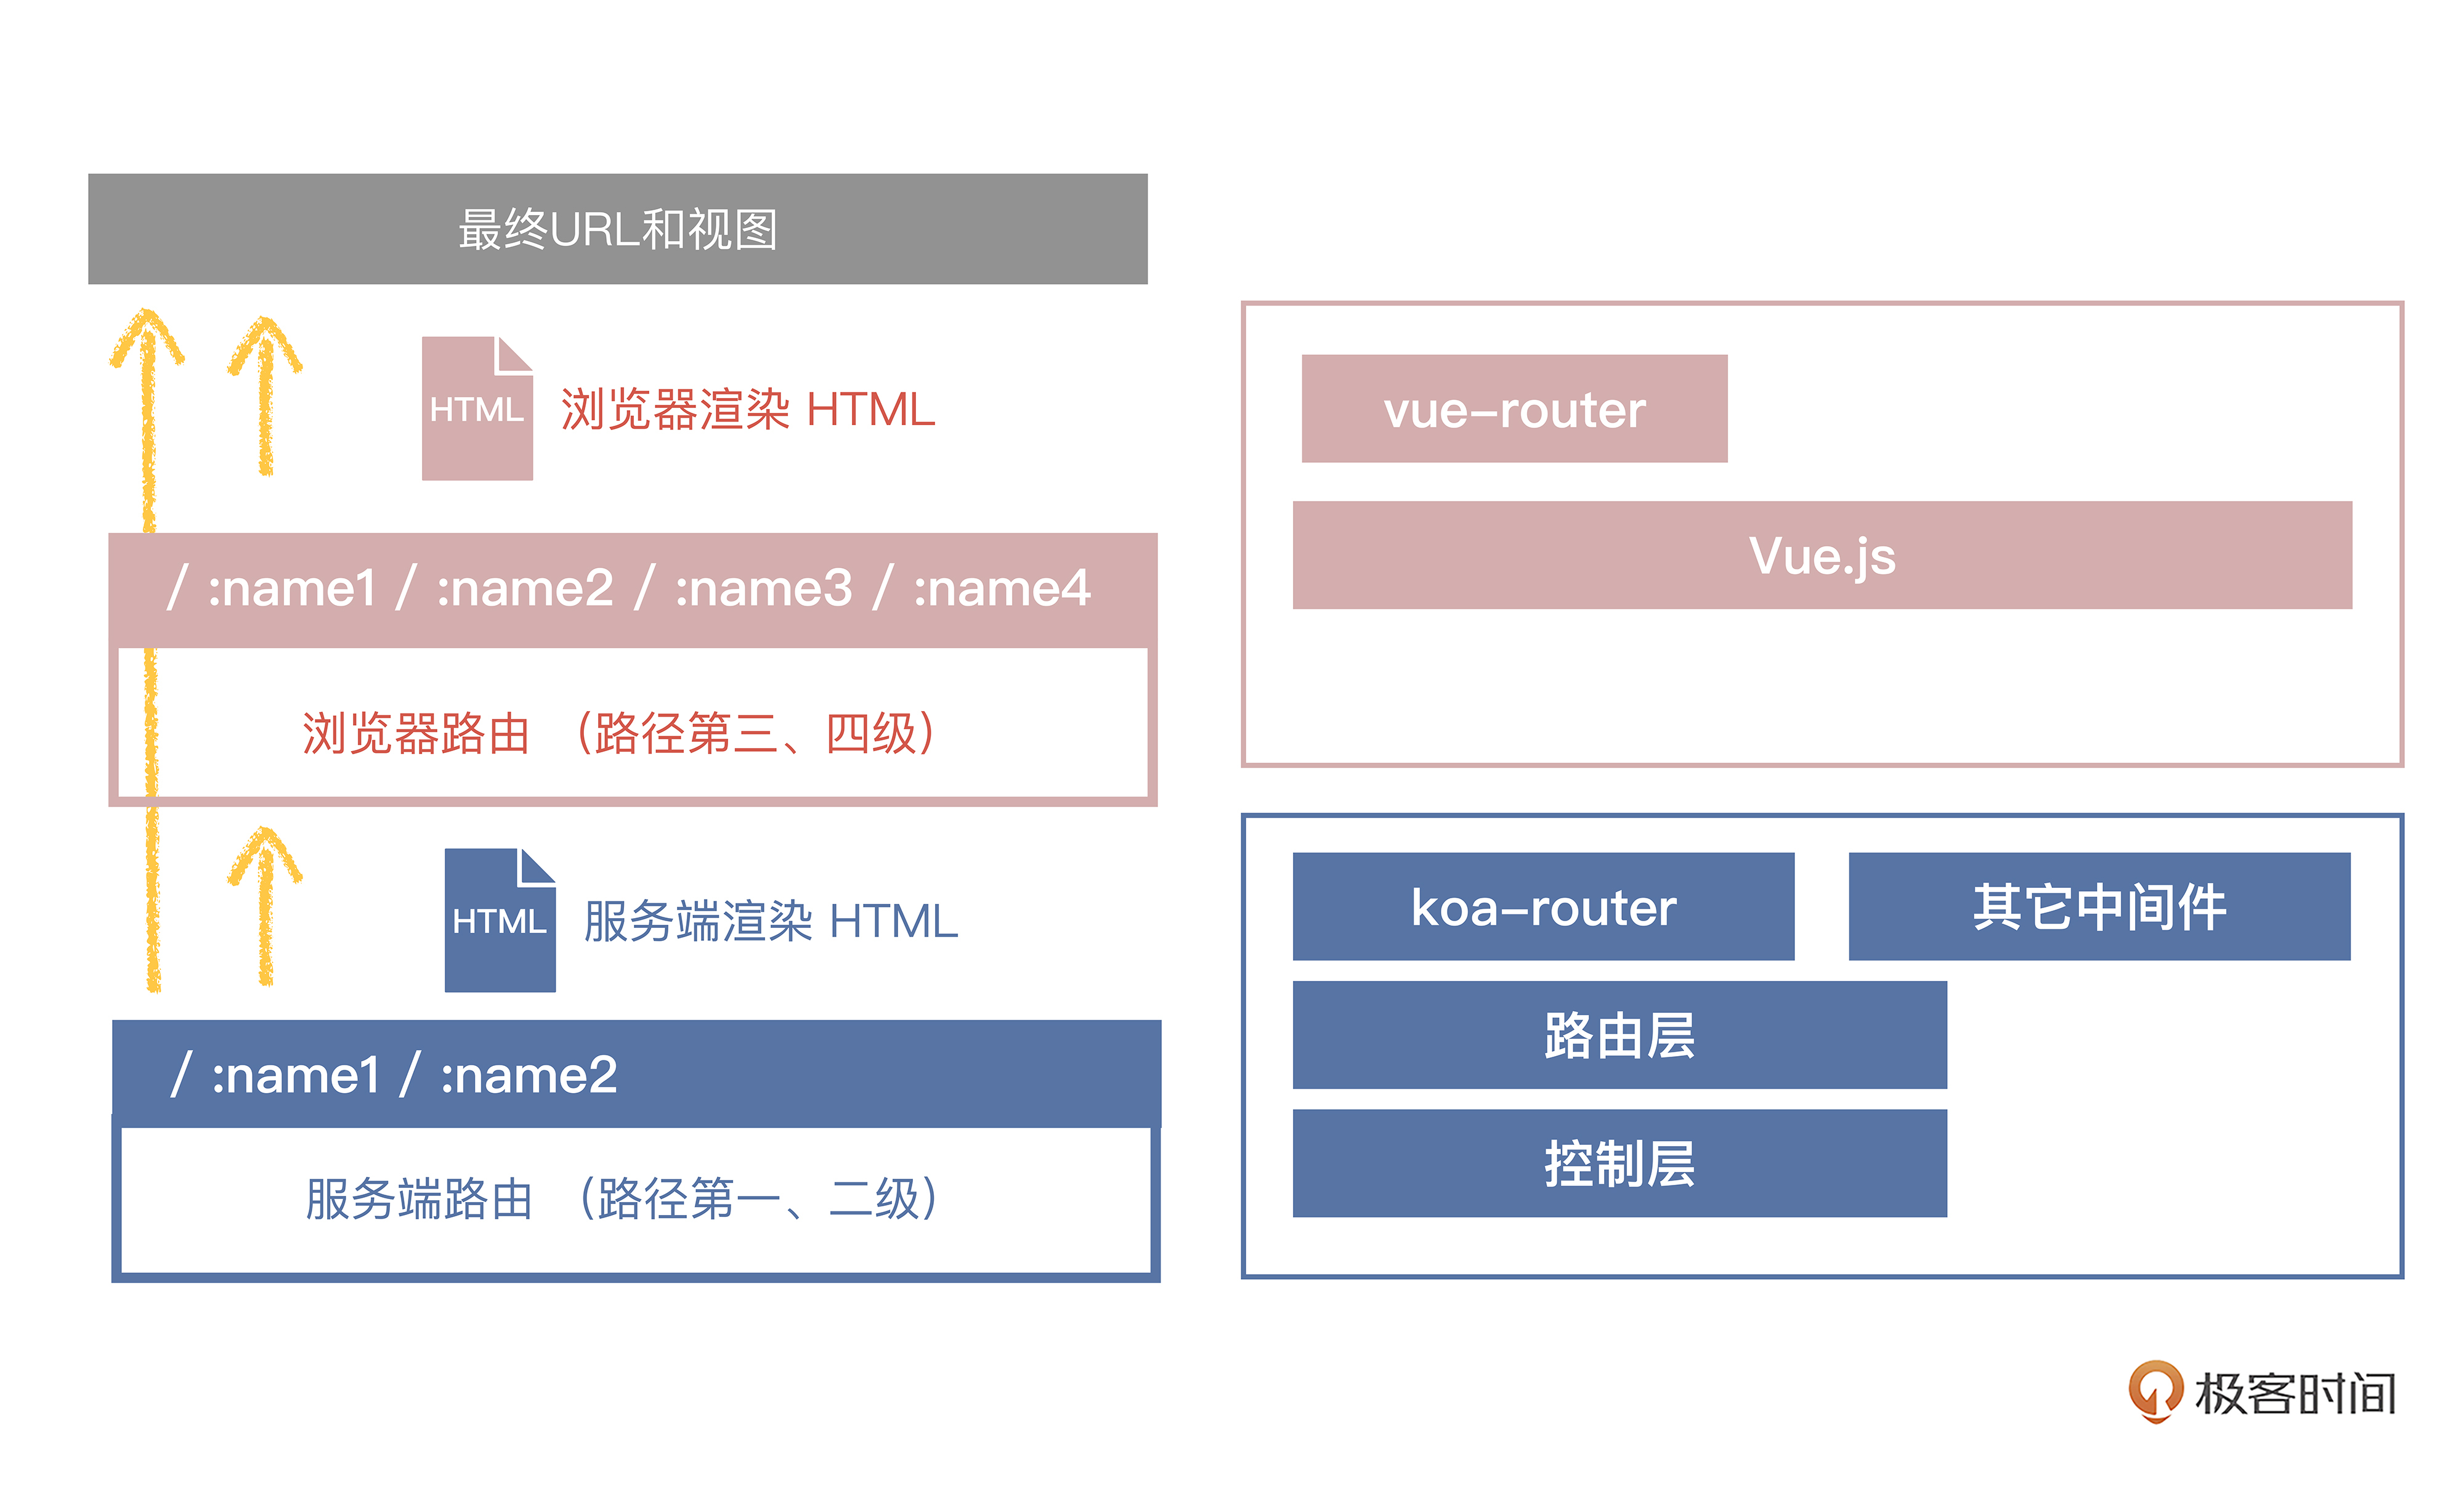 最终URL和视图
HTML
浏览器渲染 HTML
/ :name1 / :name2 / :name3 / :name4
浏览器路由 （路径第三、四级）
HTML
服务端渲染 HTML
/ :name1 / :name2
服务端路由 （路径第一、二级）
vue-router
Vue.js
koa-router
其它中间件
路由层
控制层
极客时间